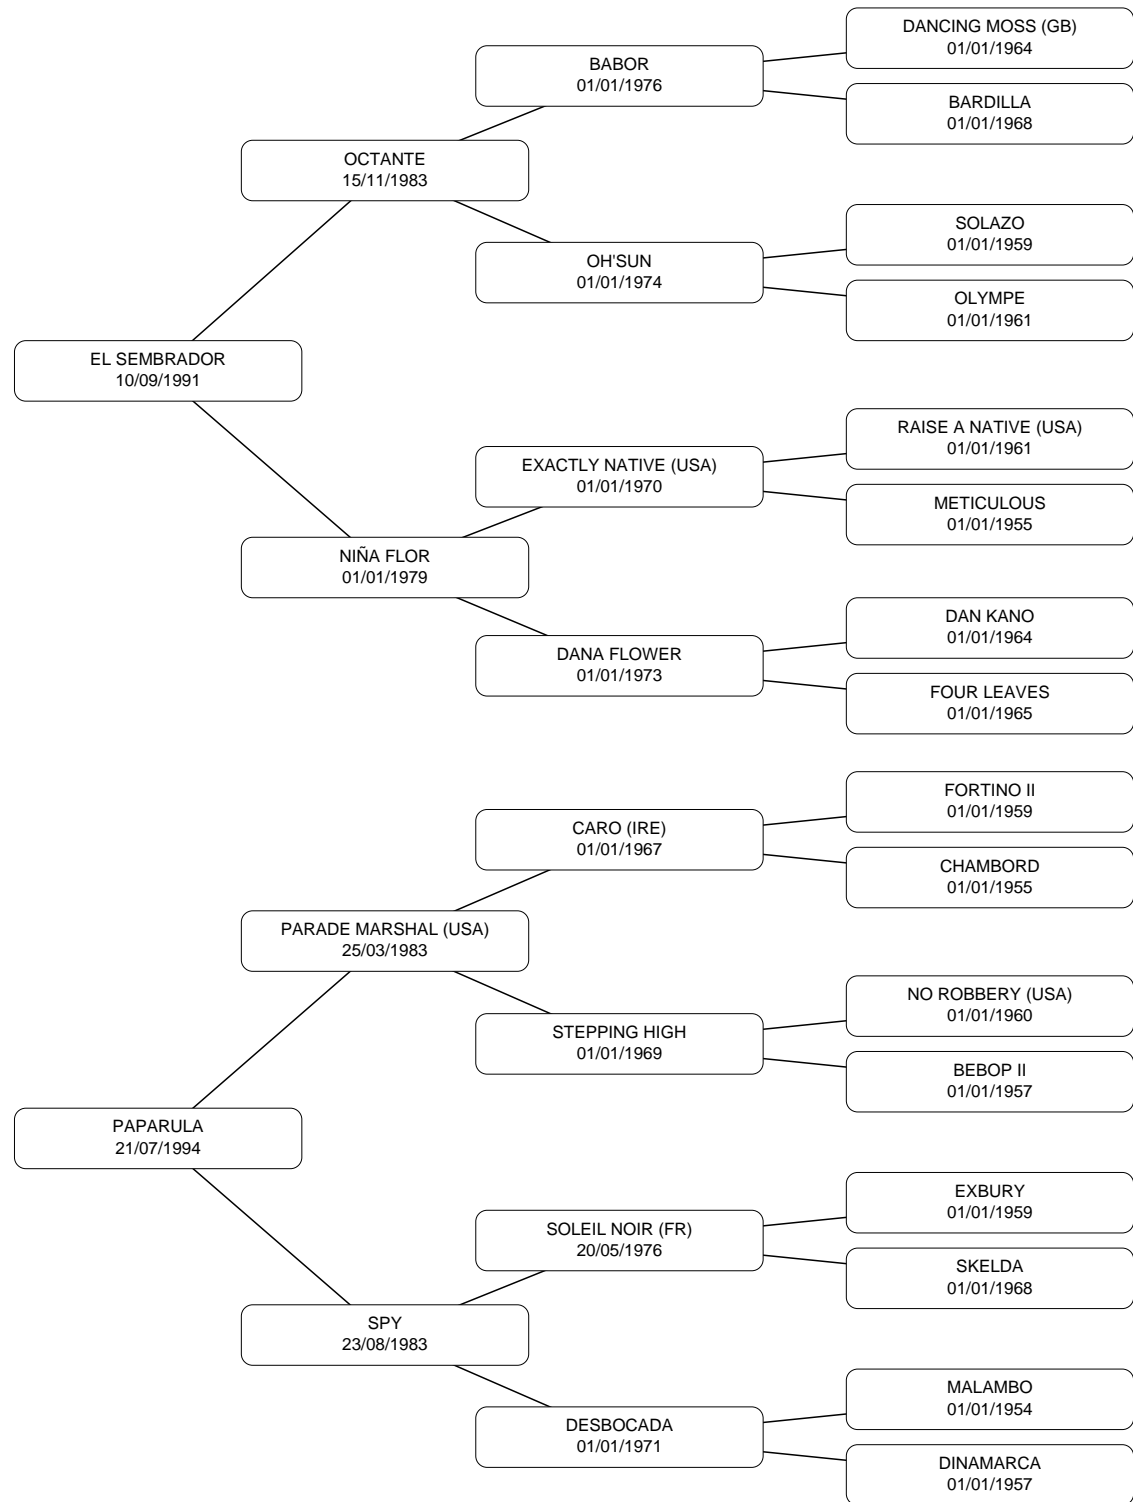 DANCING MOSS (GB)
01/01/1964
BABOR
01/01/1976
BARDILLA
01/01/1968
OCTANTE
15/11/1983
SOLAZO
01/01/1959
OH'SUN
01/01/1974
OLYMPE
01/01/1961
EL SEMBRADOR
10/09/1991
RAISE A NATIVE (USA)
01/01/1961
EXACTLY NATIVE (USA)
01/01/1970
METICULOUS
01/01/1955
NIÑA FLOR
01/01/1979
DAN KANO
01/01/1964
DANA FLOWER
01/01/1973
FOUR LEAVES
01/01/1965
FORTINO II
01/01/1959
CARO (IRE)
01/01/1967
CHAMBORD
01/01/1955
PARADE MARSHAL (USA)
25/03/1983
NO ROBBERY (USA)
01/01/1960
STEPPING HIGH
01/01/1969
BEBOP II
01/01/1957
PAPARULA
21/07/1994
EXBURY
01/01/1959
SOLEIL NOIR (FR)
20/05/1976
SKELDA
01/01/1968
SPY
23/08/1983
MALAMBO
01/01/1954
DESBOCADA
01/01/1971
DINAMARCA
01/01/1957